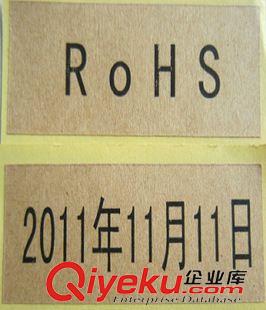 RoHS
2011年11月11日
Qiyeku.com
企业库
Enterprise Database